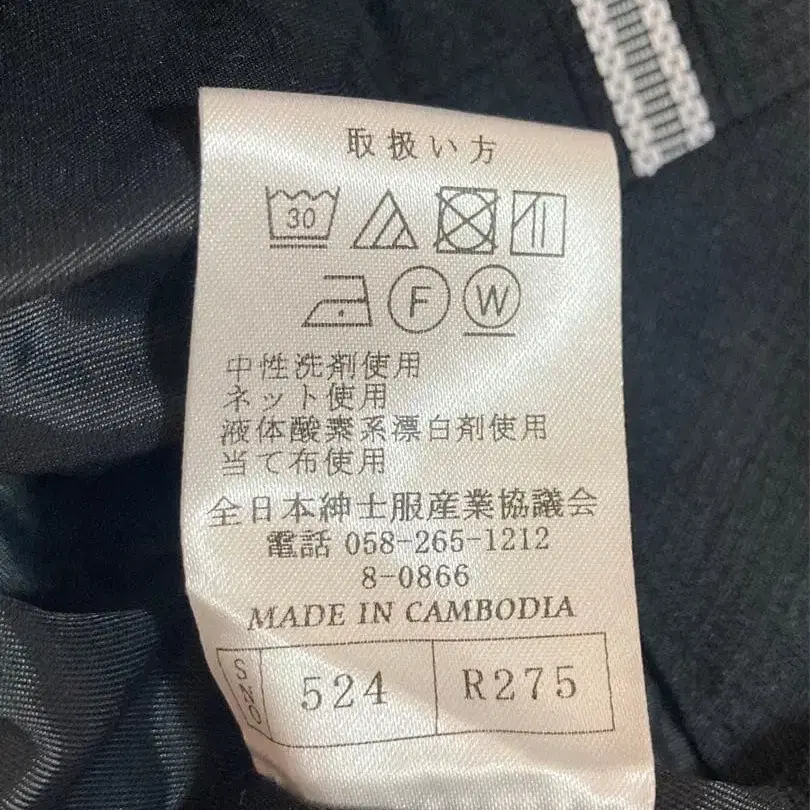 取扱い方
30
F W
中性洗剤使用
ネット使用
液体酸素系漂白剤使用
当て布使用
全日本紳士服産業協議会
電話 058-265-1212
8-0866
MADE IN CAMBODIA
SNO 524 R275